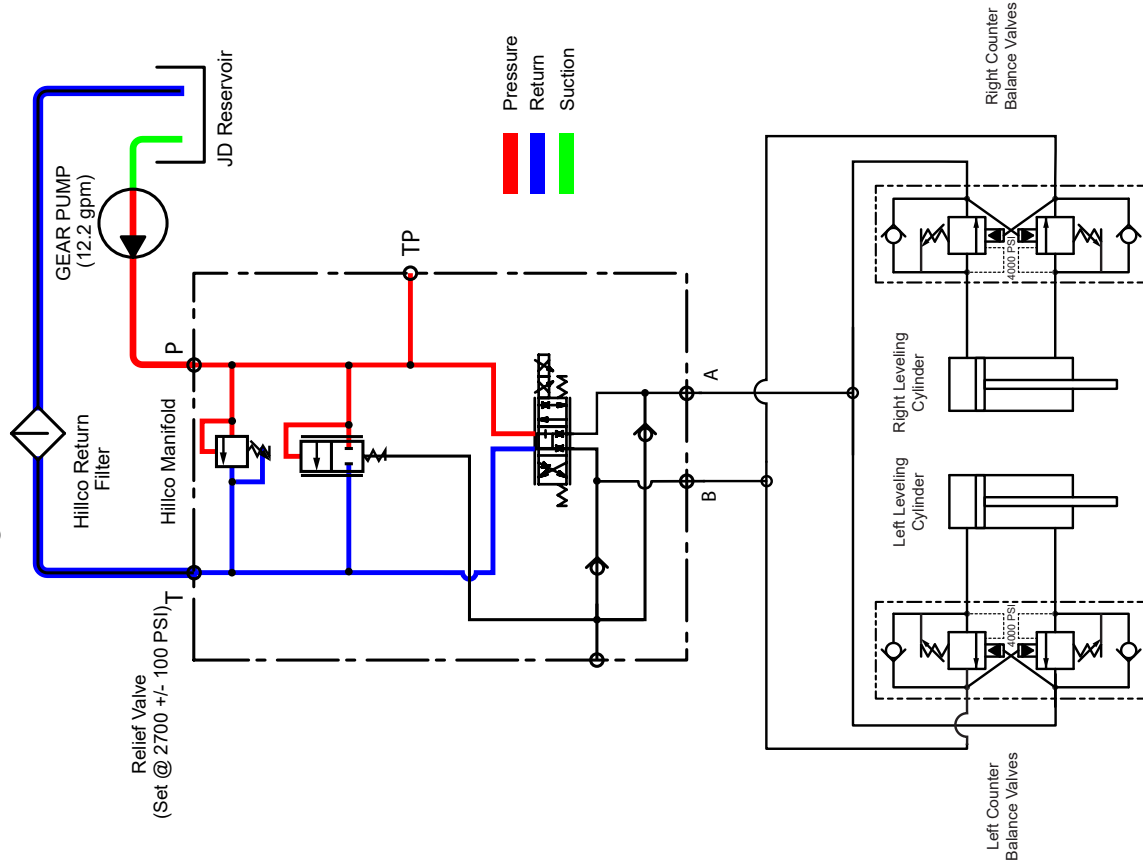 JD Reservoir
GEAR PUMP
(12.2 gpm)
Hillco Return
Filter
Pressure
Return
Suction
TP
P
Hillco Manifold
T
Relief Valve
(Set @ 2700 +/- 100 PSI)
A
B
Right Counter
Balance Valves
4000 PSI
Right Leveling
Cylinder
Left Leveling
Cylinder
4000 PSI
Left Counter
Balance Valves